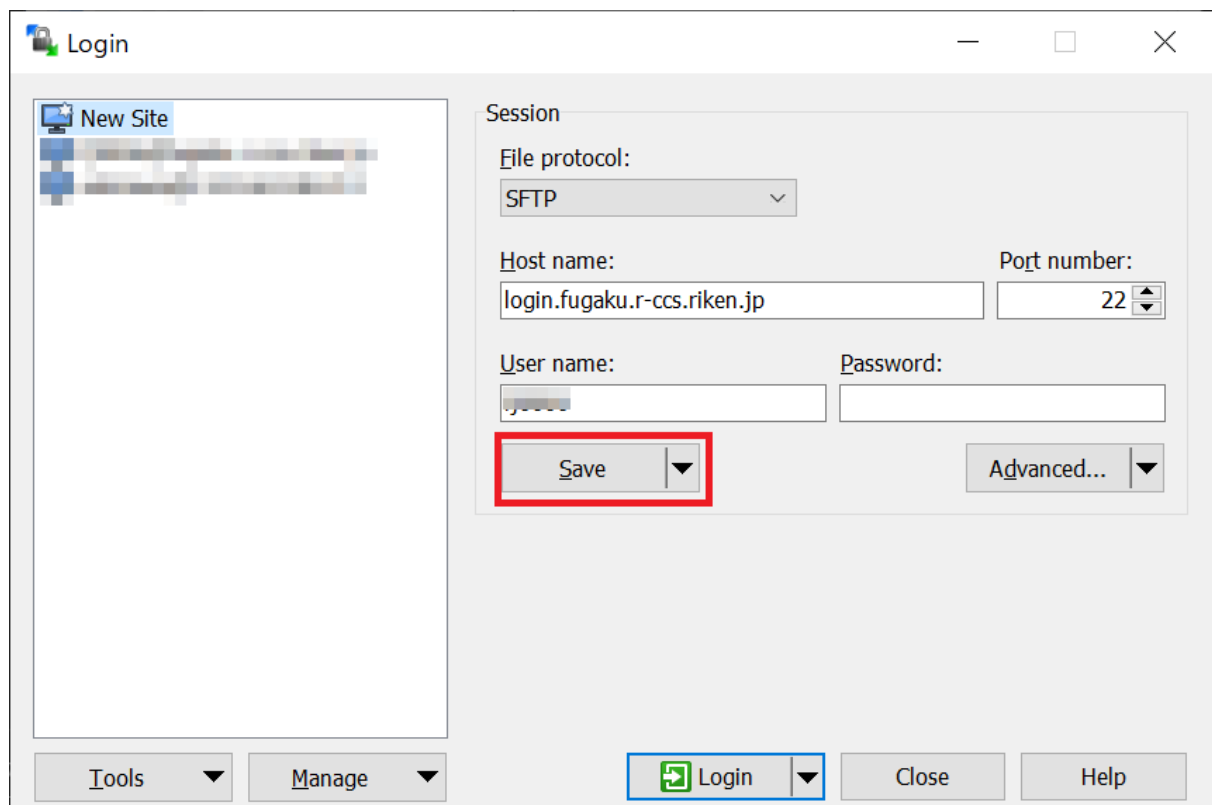 Login
New Site
Session
File protocol:
SFTP
Host name:
Port number:
login.fugaku.r-ccs.riken.jp
22
User name:
Password:
Save
Advanced...
Tools
Manage
Login
Close
Help